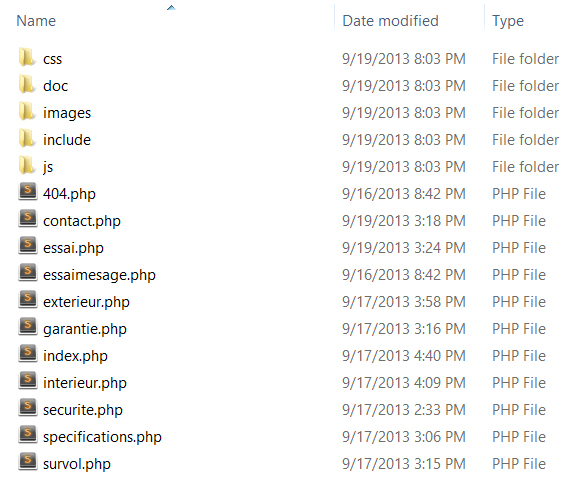 Name Date modified Type
css 9/19/2013 8:03 PM File folder
doc 9/19/2013 8:03 PM File folder
images 9/19/2013 8:03 PM File folder
include 9/19/2013 8:03 PM File folder
js 9/19/2013 8:03 PM File folder
404.php 9/16/2013 8:42 PM PHP File
contact.php 9/19/2013 3:18 PM PHP File
essai.php 9/19/2013 3:24 PM PHP File
essaimesage.php 9/16/2013 8:42 PM PHP File
exterieur.php 9/17/2013 3:58 PM PHP File
garantie.php 9/17/2013 3:16 PM PHP File
index.php 9/17/2013 4:40 PM PHP File
interieur.php 9/17/2013 4:09 PM PHP File
securite.php 9/17/2013 2:33 PM PHP File
specifications.php 9/17/2013 3:06 PM PHP File
survol.php 9/17/2013 3:15 PM PHP File